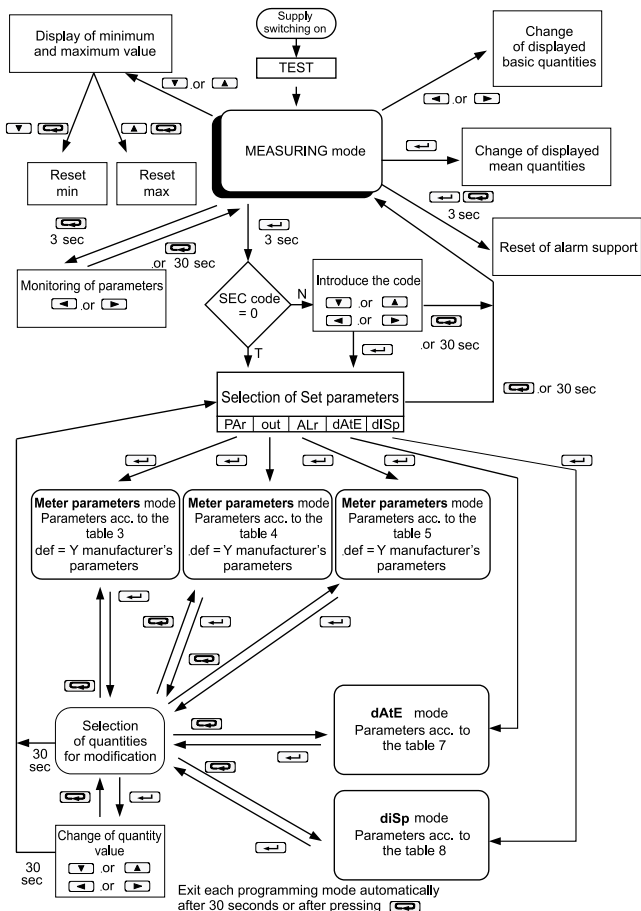 Supply
switching on
TEST
Display of minimum
and maximum value
.or
Change
of displayed
basic quantities
.or
MEASURING mode
Reset
min
Reset
max
Change of displayed
mean quantities
3 sec
Reset of alarm support
3 sec
or 30 sec
3 sec
Monitoring of parameters
.or
SEC code
= 0
N
T
Introduce the code
.or
.or
.or 30 sec
.or 30 sec
Selection of Set parameters
PAr out ALr dAtE dISp
Meter parameters mode
Parameters acc. to the
table 3
.def = Y manufacturer's
parameters
Meter parameters mode
Parameters acc. to the
table 4
.def = Y manufacturer's
parameters
Meter parameters mode
Parameters acc. to the
table 5
.def = Y manufacturer's
parameters
Selection
of quantities
for modification
30
sec
dAtE mode
Parameters acc. to
the table 7
diSp mode
Parameters acc. to
the table 8
Change of quantity
value
.or
.or
30
sec
Exit each programming mode automatically
after 30 seconds or after pressing